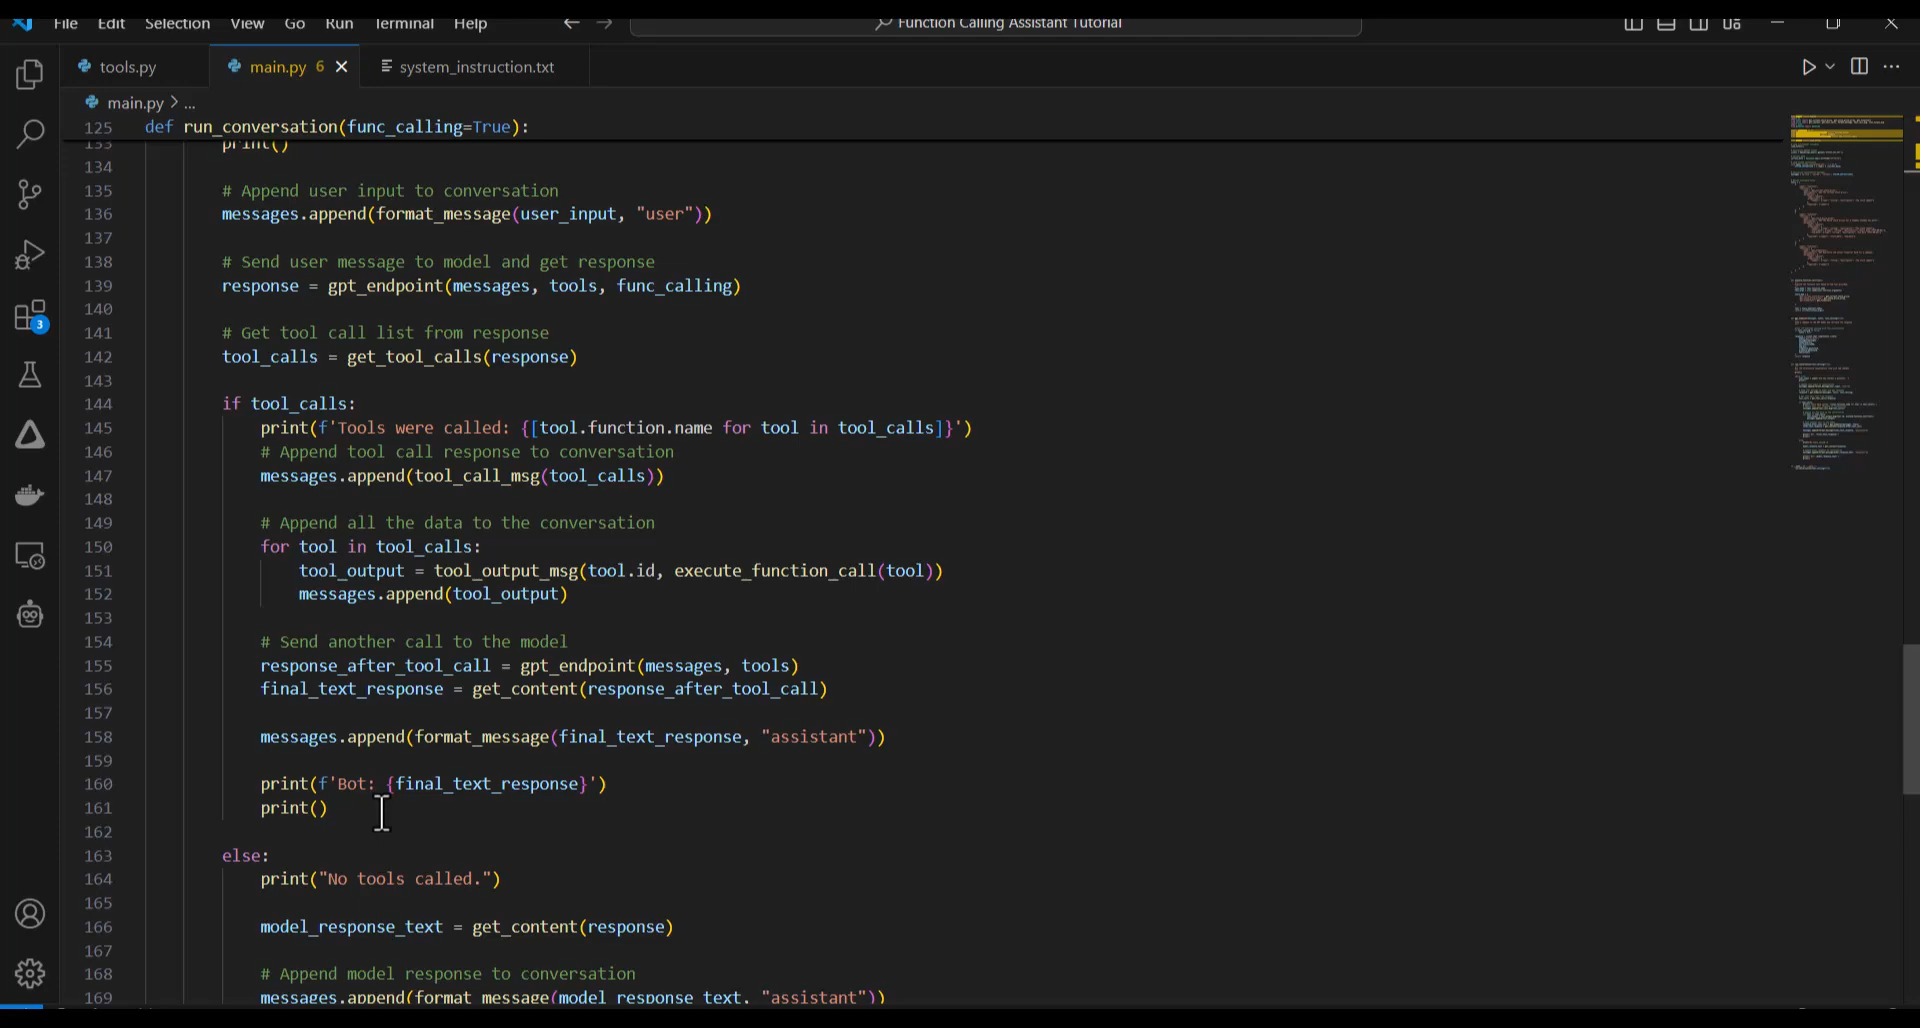 File Edit Selection View Go Run Terminal Help
Function Calling Assistant Tutorial
tools.py
main.py 6
system_instruction.txt
main.py > ...
125 def run_conversation(func_calling=True):
133 print()
134
135 # Append user input to conversation
136 messages.append(format_message(user_input, "user"))
137
138 # Send user message to model and get response
139 response = gpt_endpoint(messages, tools, func_calling)
140
141 # Get tool call list from response
142 tool_calls = get_tool_calls(response)
143
144 if tool_calls:
145 print(f'Tools were called: {[tool.function.name for tool in tool_calls]}')
146 # Append tool call response to conversation
147 messages.append(tool_call_msg(tool_calls))
148
149 # Append all the data to the conversation
150 for tool in tool_calls:
151 tool_output = tool_output_msg(tool.id, execute_function_call(tool))
152 messages.append(tool_output)
153
154 # Send another call to the model
155 response_after_tool_call = gpt_endpoint(messages, tools)
156 final_text_response = get_content(response_after_tool_call)
157
158 messages.append(format_message(final_text_response, "assistant"))
159
160 print(f'Bot: {final_text_response}')
161 print()
162
163 else:
164 print("No tools called.")
165
166 model_response_text = get_content(response)
167
168 # Append model response to conversation
169 messages.append(format_message(model_response_text, "assistant"))
3